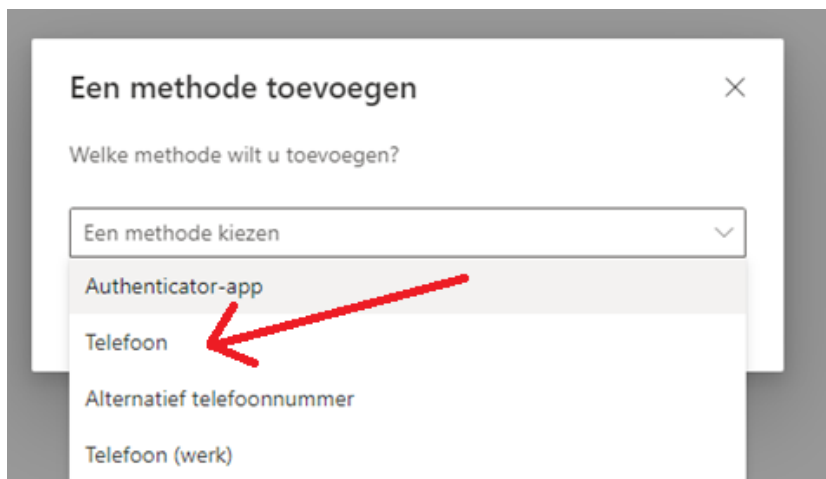 Een methode toevoegen
Welke methode wilt u toevoegen?
Een methode kiezen
Authenticator-app
Telefoon
Alternatief telefoonnummer
Telefoon (werk)